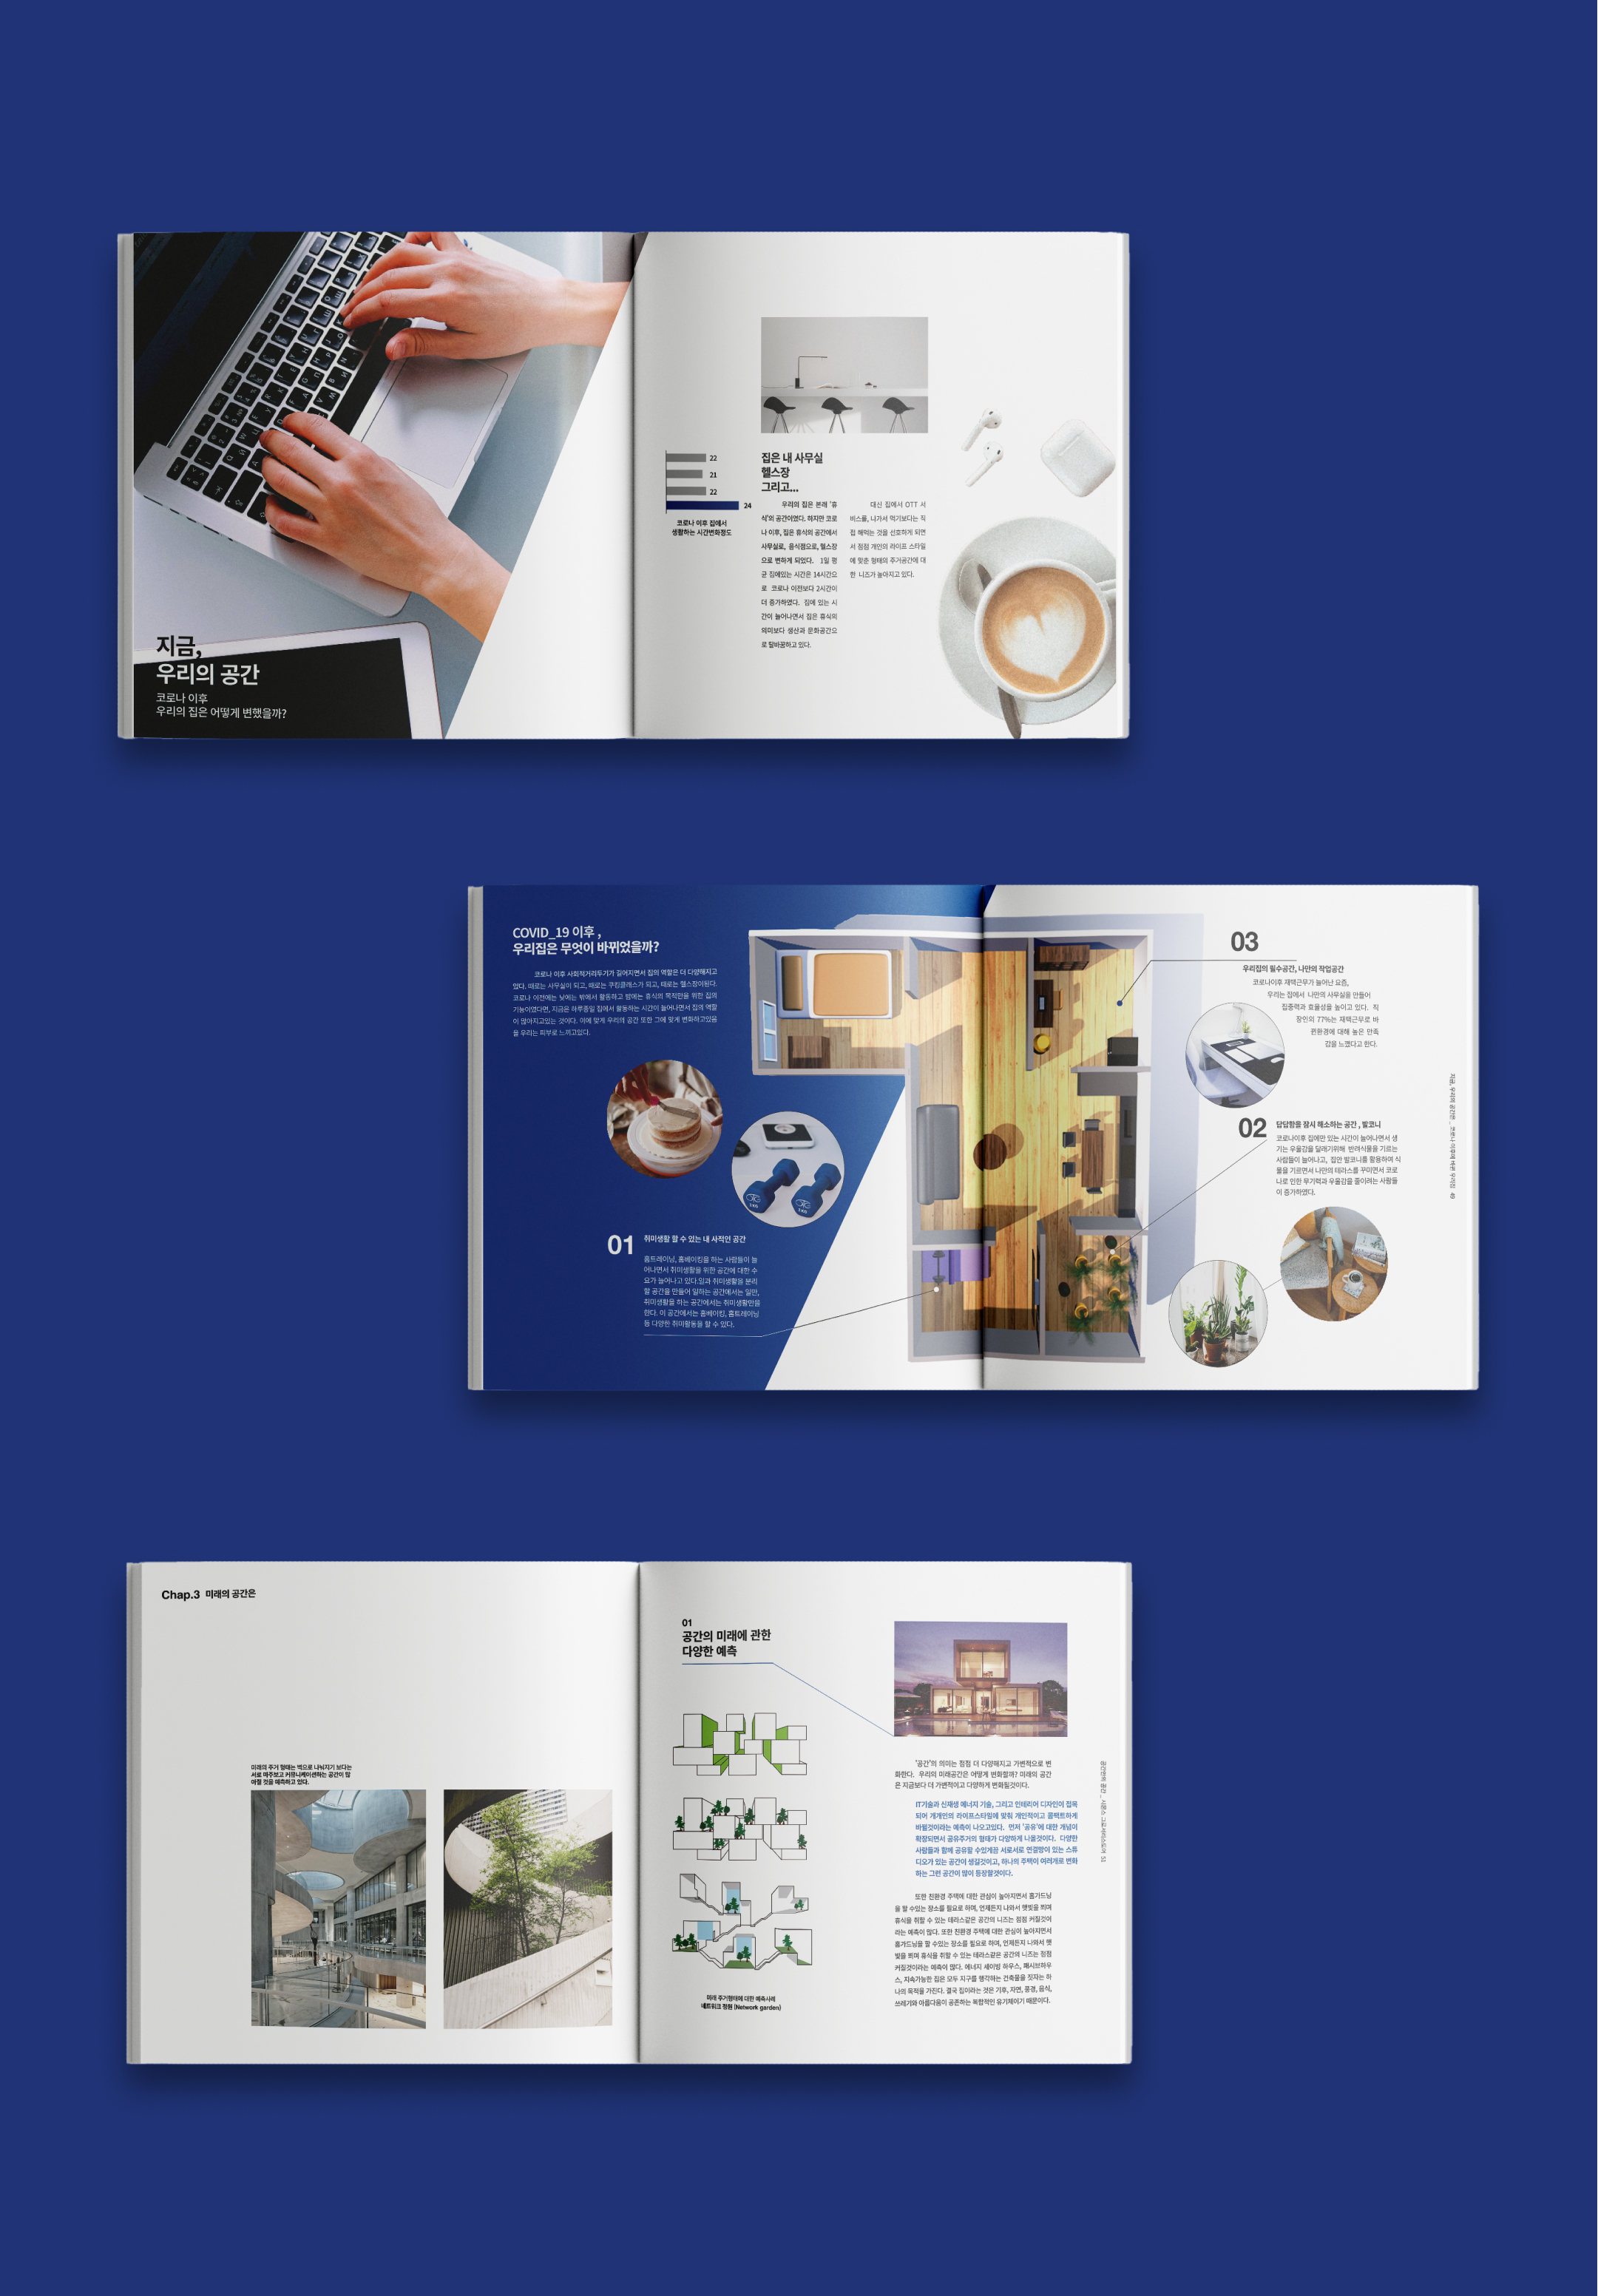 지금,
우리의 공간
코로나 이후
우리의 집은 어떻게 변했을까?
22
21
22
24
코로나 이후 집에서
생활하는 시간변화정도
집은 내 사무실
헬스장
그리고...
우리의 집은 본래 '휴
식'의 공간이였다. 하지만 코로
나 이후, 집은 휴식의 공간에서
사무실로, 음식점으로, 헬스장
으로 변하게 되었다. 1일 평
균 집에있는 시간은 14시간으
로 코로나 이전보다 2시간이
더 증가하였다. 집에 있는 시
간이 늘어나면서 집은 휴식의
의미보다 생산과 문화공간으
로 탈바꿈하고 있다.
대신 집에서 OTT 서
비스를, 나가서 먹기보다는 직
접 해먹는 것을 선호하게 되면
서 점점 개인의 라이프 스타일
에 맞춘 형태의 주거공간에 대
한 니즈가 높아지고 있다.
COVID_19 이후 ,
우리집은 무엇이 바뀌었을까?
코로나 이후 사회적거리두기가 길어지면서 집의 역할은 더 다양해지고
있다. 때로는 사무실이 되고, 때로는 쿠킹클래스가 되고, 때로는 헬스장이된다.
코로나 이전에는 낮에는 밖에서 활동하고 밤에는 휴식의 목적만을 위한 집의
기능이였다면, 지금은 하루종일 집에서 활동하는 시간이 늘어나면서 집의 역할
이 많아지고있는 것이다. 이에 맞게 우리의 공간 또한 그에 맞게 변화하고있음
을 우리는 피부로 느끼고있다.
01
취미생활 할 수 있는 내 사적인 공간
홈트레이닝, 홈베이킹을 하는 사람들이 늘
어나면서 취미생활을 위한 공간에 대한 수
요가 늘어나고 있다.일과 취미생활을 분리
할 공간을 만들어 일하는 공간에서는 일만,
취미생활을 하는 공간에서는 취미생활만을
한다. 이 공간에서는 홈베이킹, 홈트레이닝
등 다양한 취미활동을 할 수 있다.
03
우리집의 필수공간, 나만의 작업공간
코로나이후 재택근무가 늘어난 요즘,
우리는 집에서 나만의 사무실을 만들어
집중력과 효율성을 높이고 있다. 직
장인의 77%는 재택근무로 바
뀐환경에 대해 높은 만족
감을 느꼈다고 한다.
02
답답함을 잠시 해소하는 공간 , 발코니
코로나이후 집에만 있는 시간이 늘어나면서 생
기는 우울감을 달래기위해 반려식물을 기르는
사람들이 늘어나고, 집안 발코니를 활용하여 식
물을 기르면서 나만의 테라스를 꾸미면서 코로
나로 인한 무기력과 우울감을 줄이려는 사람들
이 증가하였다.
Chap.3 미래의 공간은
미래의 주거 형태는 벽으로 나눠지기 보다는
서로 마주보고 커뮤니케이션하는 공간이 많
아질 것을 예측하고 있다.
01
공간의 미래에 관한
다양한 예측
미래 주거형태에 대한 예측사례
네트워크 정원 (Network garden)
'공간'의 의미는 점점 더 다양해지고 가변적으로 변
화한다. 우리의 미래공간은 어떻게 변화할까? 미래의 공간
은 지금보다 더 가변적이고 다양하게 변화될것이다.
IT기술과 신재생 에너지 기술, 그리고 인테리어 디자인이 접목
되어 개개인의 라이프스타일에 맞춰 개인적이고 콤팩트하게
바뀔것이라는 예측이 나오고있다. 먼저 '공유'에 대한 개념이
확장되면서 공유주거의 형태가 다양하게 나올것이다. 다양한
사람들과 함께 공유할 수있게끔 서로서로 연결망이 있는 스튜
디오가 있는 공간이 생길것이고, 하나의 주택이 여러개로 변화
하는 그런 공간이 많이 등장할것이다.
또한 친환경 주택에 대한 관심이 높아지면서 홈가드닝
을 할 수있는 장소를 필요로 하며, 언제든지 나와서 햇빛을 쬐며
휴식을 취할 수 있는 테라스같은 공간의 니즈는 점점 커질것이
라는 예측이 많다. 또한 친환경 주택에 대한 관심이 높아지면서
홈가드닝을 할 수있는 장소를 필요로 하며, 언제든지 나와서 햇
빛을 쬐며 휴식을 취할 수 있는 테라스같은 공간의 니즈는 점점
커질것이라는 예측이 많다. 에너지 세이빙 하우스, 패시브하우
스, 지속가능한 집은 모두 지구를 생각하는 건축물을 짓자는 하
나의 목적을 가진다. 결국 집이라는 것은 기후, 자연, 풍경, 음식,
쓰레기와 아름다움이 공존하는 복합적인 유기체이기 때문이다.